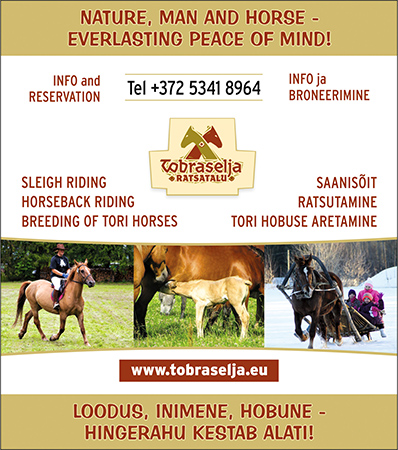 NATURE, MAN AND HORSE -
EVERLASTING PEACE OF MIND!
INFO and
RESERVATION
Tel +372 5341 8964
INFO ja
BRONEERIMINE
Tobraselja
RATSATALU
SLEIGH RIDING
HORSEBACK RIDING
BREEDING OF TORI HORSES
SAANISÕIT
RATSUTAMINE
TORI HOBUSE ARETAMINE
www.tobraselja.eu
LOODUS, INIMENE, HOBUNE -
HINGERAHU KESTAB ALATI!